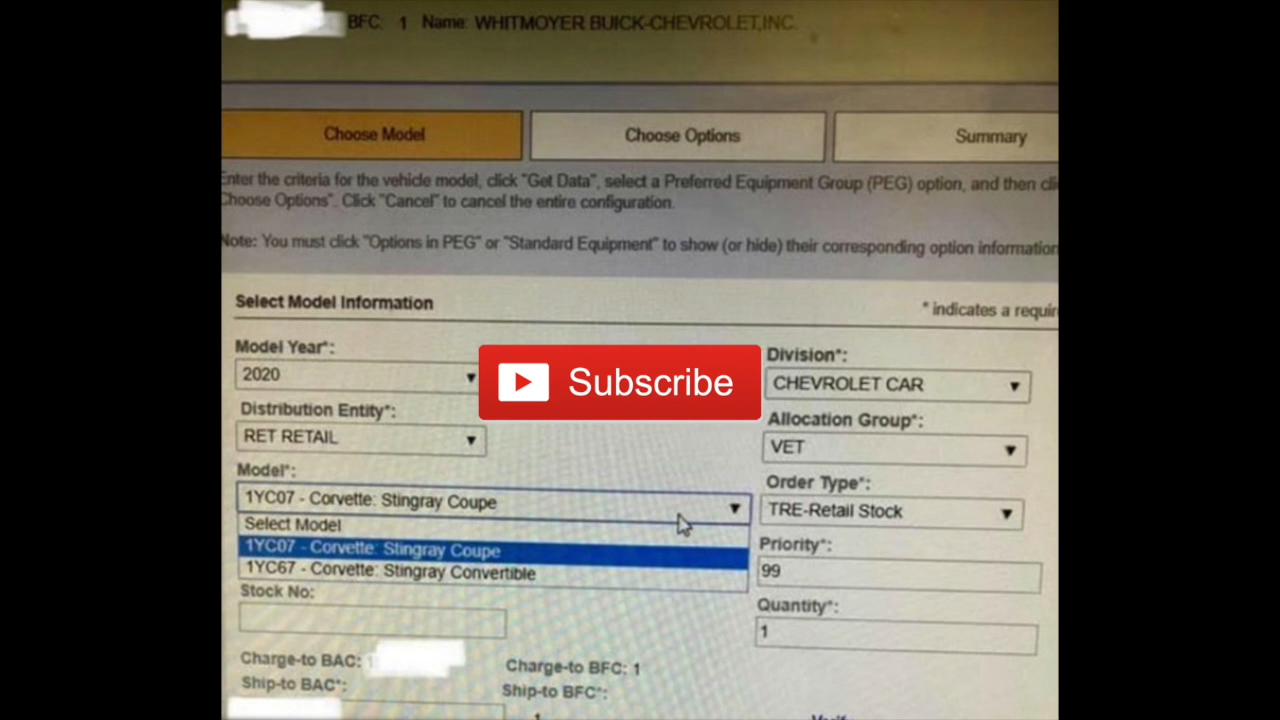 BFC: 1 Name: WHITMOYER BUICK-CHEVROLET,INC.
Choose Model
Choose Options
Summary
Enter the criteria for the vehicle model, click "Get Data", select a Preferred Equipment Group (PEG) option, and then
Choose Options". Click "Cancel" to cancel the entire configuration.
Note: You must click "Options in PEG" or "Standard Equipment" to show (or hide) their corresponding option information
Select Model Information
* indicates a
Model Year*:
2020
Division*:
CHEVROLET CAR
Subscribe
Distribution Entity*:
RET RETAIL
Allocation Group*:
VET
Model*:
1YC07 - Corvette: Stingray Coupe
Select Model
1YC07 - Corvette: Stingray Coupe
1YC67 - Corvette: Stingray Convertible
Order Type*:
TRE-Retail Stock
Priority*:
99
Stock No:
Quantity*:
1
Charge-to BAC: 1
Charge-to BFC: 1
Ship-to BAC*:
Ship-to BFC*:
1